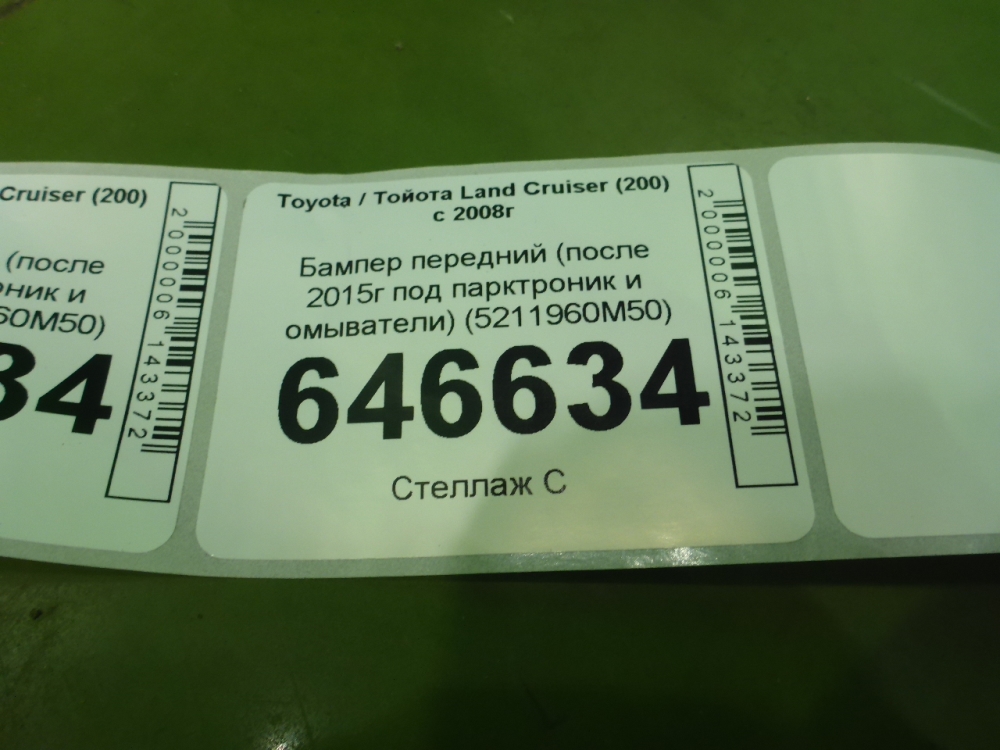 Cruiser (200)
(после
оник и
60M50)
34
2000006143372
Toyota / Тойота Land Cruiser (200)
с 2008г
Бампер передний (после
2015г под парктроник и
омыватели) (5211960M50)
646634
Стеллаж С
2000006143372